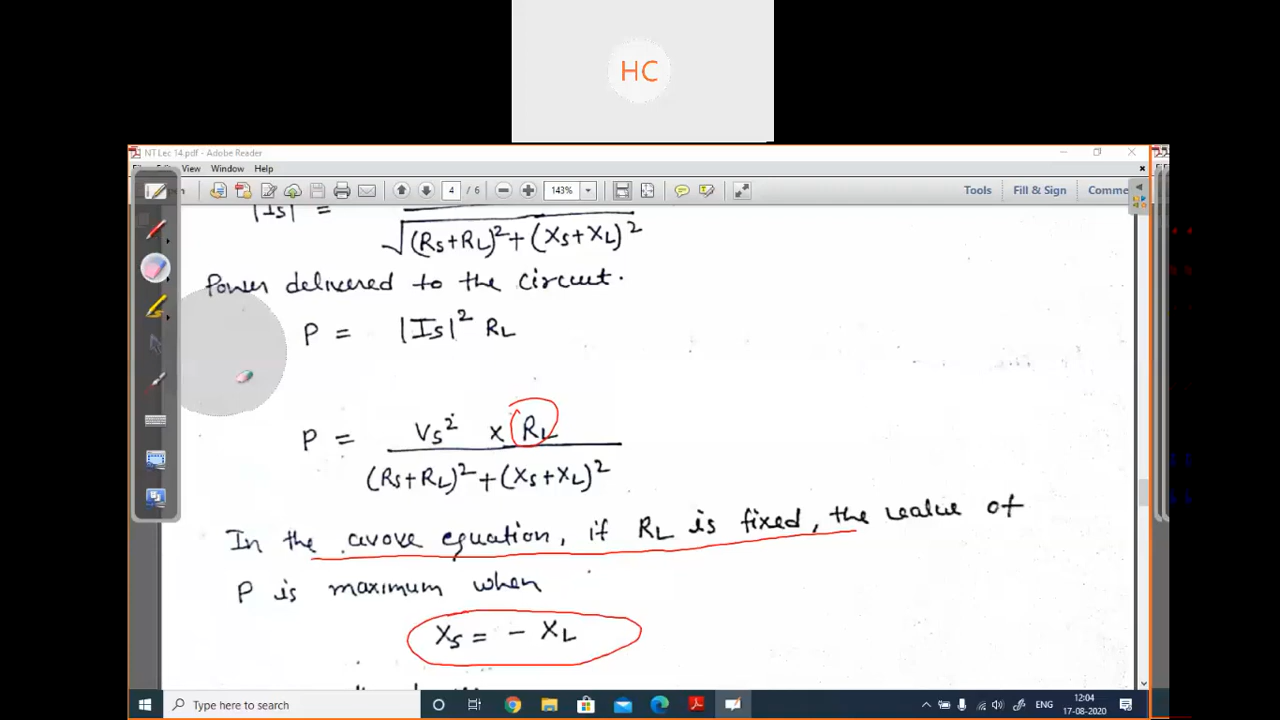 HC
NT Lec 14.pdf - Adobe Reader
View Window Help
4 / 6 143% Tools Fill & Sign Comme
|Is| =
√(Rs+RL)²+(Xs+XL)²
Power delivered to the circuit.
P = |Is|² RL
P = Vs² x RL
(Rs+RL)²+(Xs+XL)²
In the avove equation, if RL is fixed, the value of
P is maximum when
Xs = - XL
Type here to search
ENG
12:04
17-08-2020